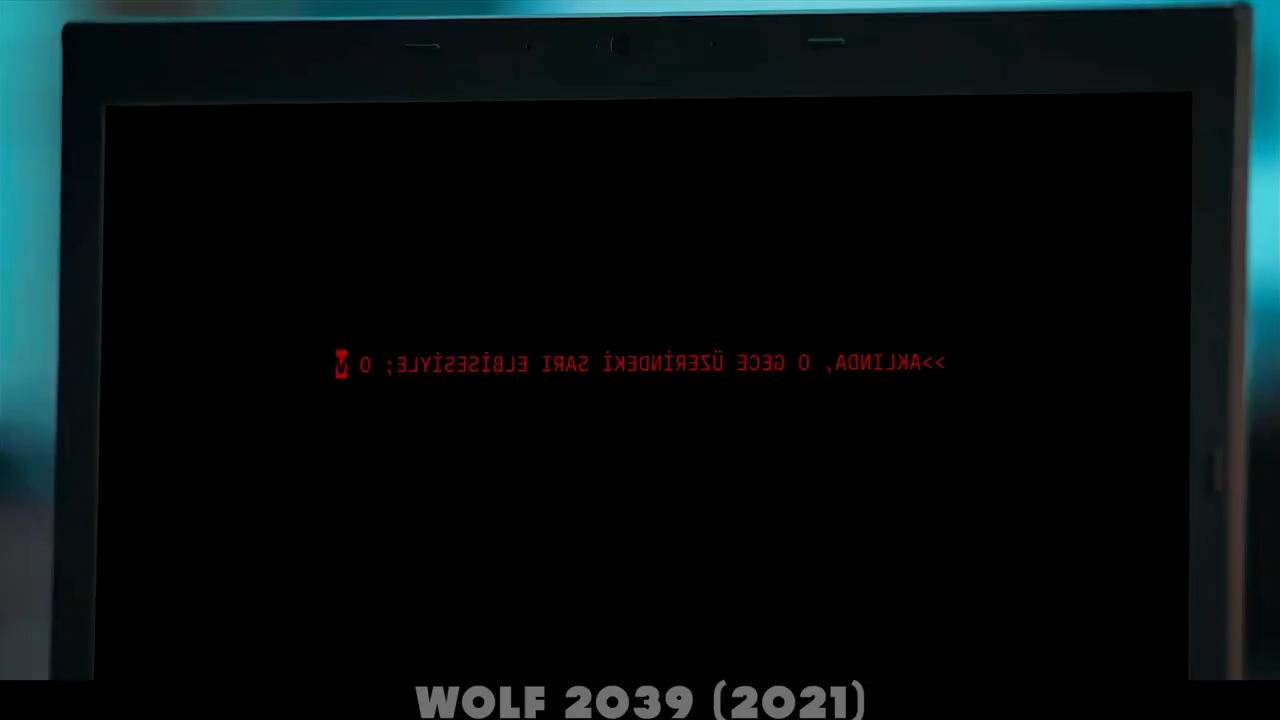 >>AKLINDA, O GECE ÜZERİNDEKİ SARI ELBİSESİYLE; O V
WOLF 2039 (2021)